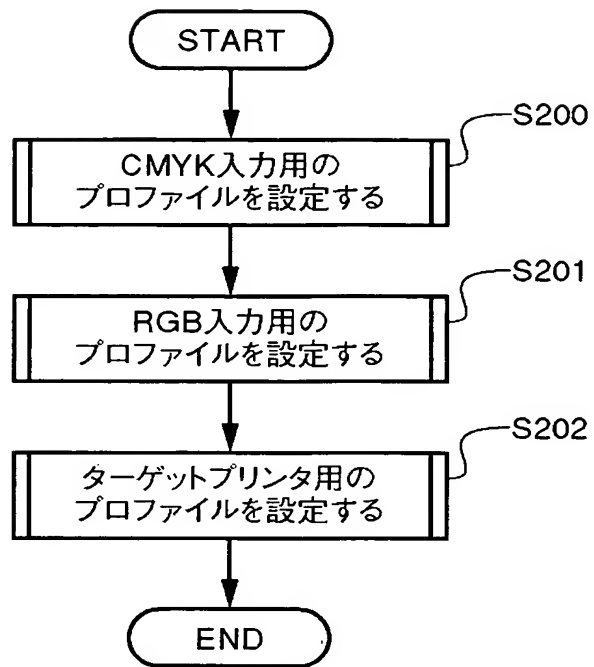 START
S200
CMYK入力用の
プロファイルを設定する
S201
RGB入力用の
プロファイルを設定する
S202
ターゲットプリンタ用の
プロファイルを設定する
END